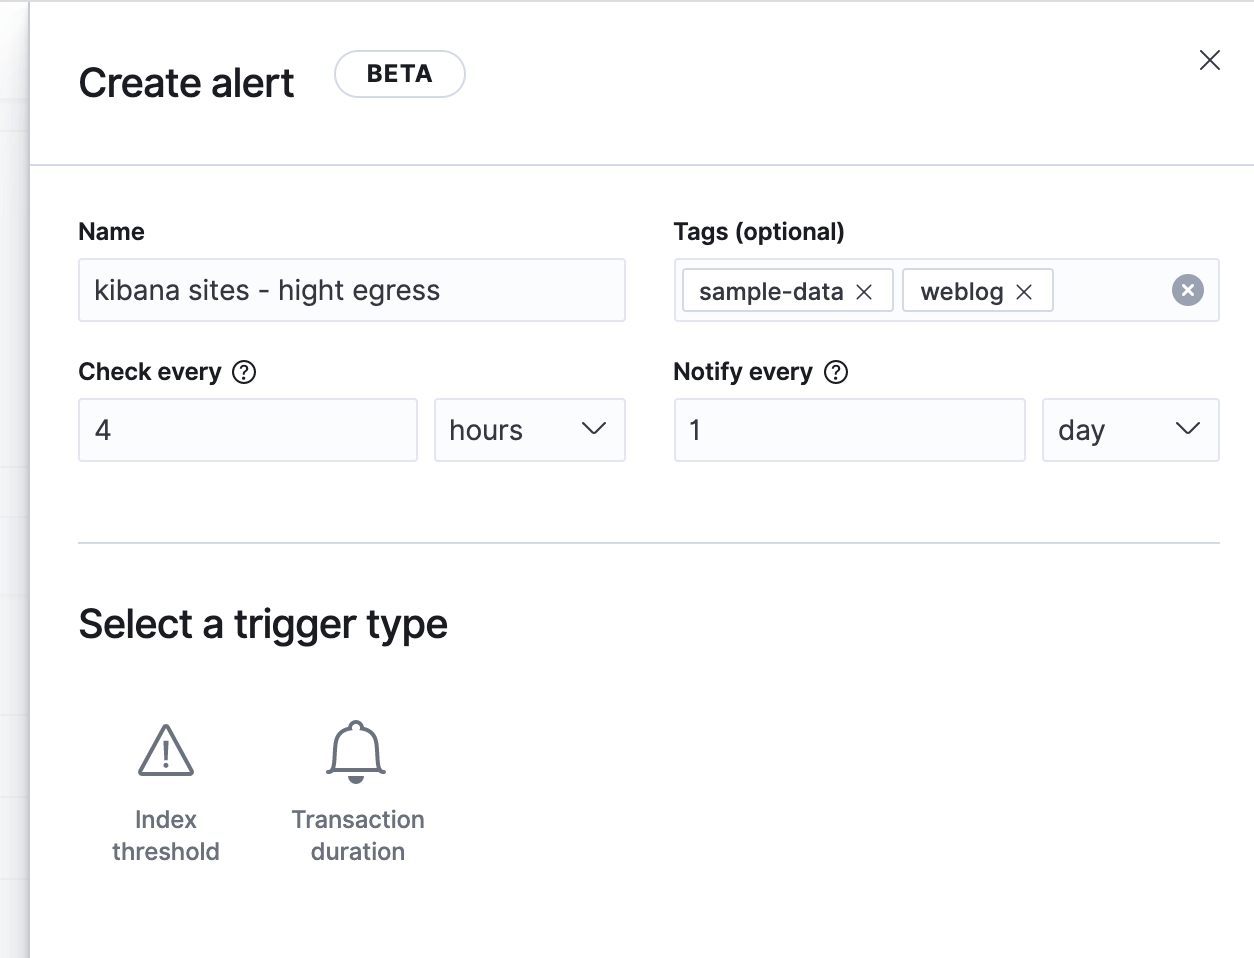 Create alert BETA
Name
kibana sites - hight egress
Tags (optional)
sample-data weblog
Check every
4 hours
Notify every
1 day
Select a trigger type
Index
threshold
Transaction
duration